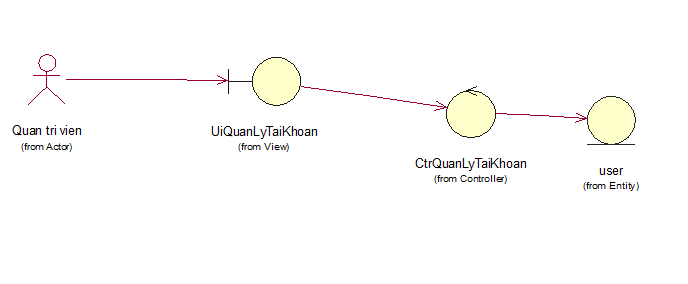 Quan tri vien
(from Actor)
UiQuanLyTaiKhoan
(from View)
CtrQuanLyTaiKhoan
(from Controller)
user
(from Entity)